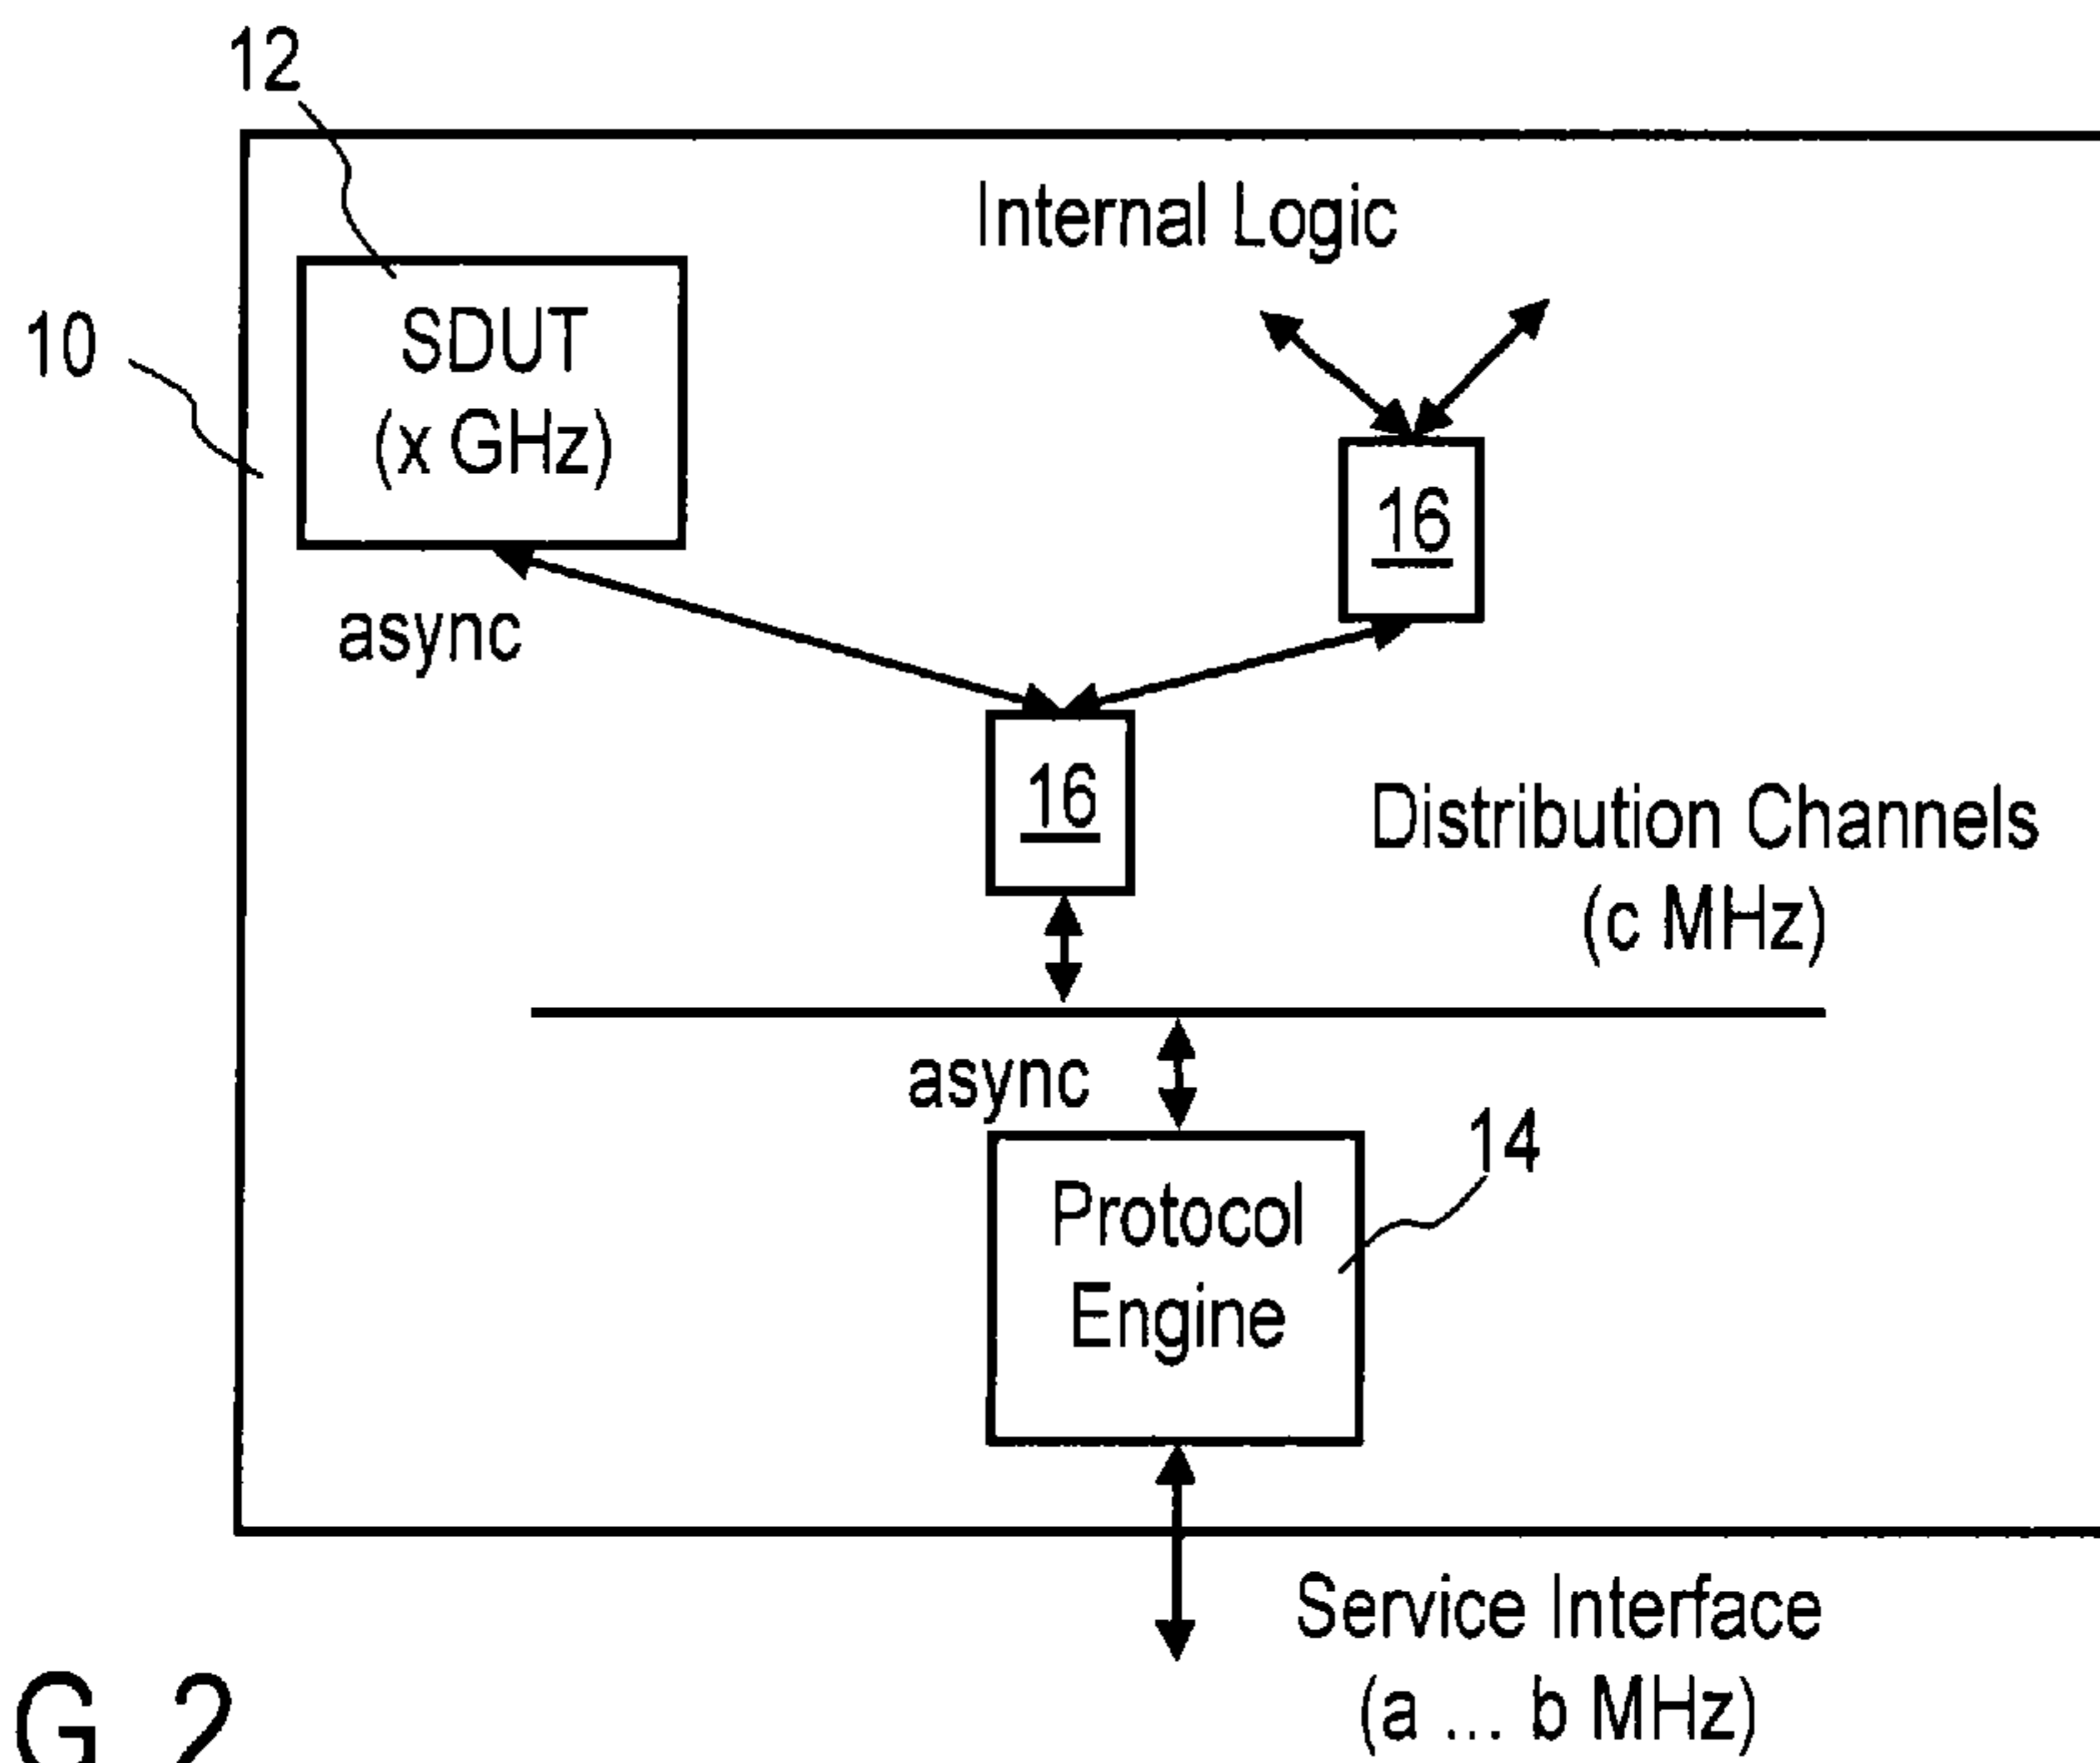 12
Internal Logic
10
SDUT
(x GHz)
16
async
16
Distribution Channels
(c MHz)
async
14
Protocol
Engine
Service Interface
(a ... b MHz)
G 2